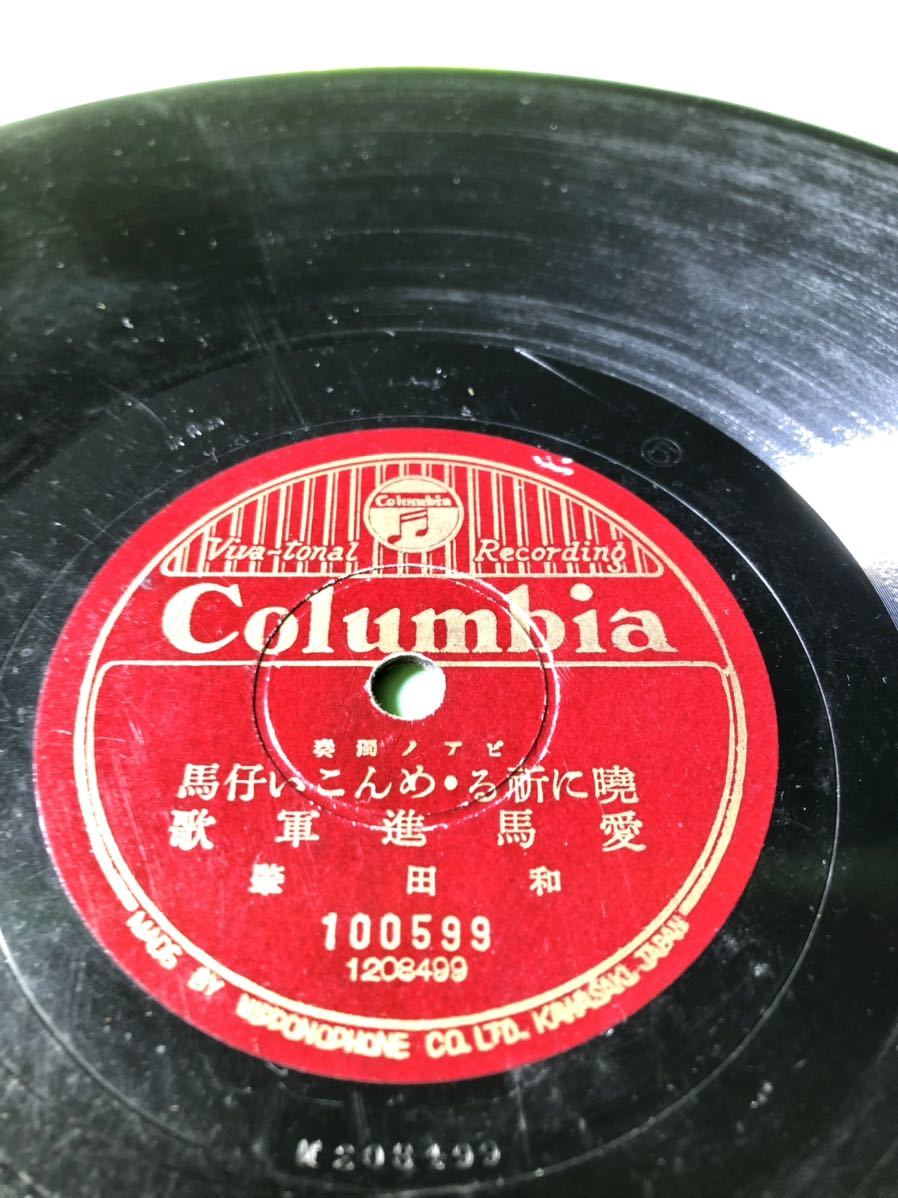 Columbia
Viva-tonal Recording
Columbia
奏獨ノアピ
馬仔いこんめ・る祈に曉
歌軍進馬愛
肇田和
100599
1208499
MADE BY NIPPONOPHONE CO. LTD. KAWASAKI JAPAN
M208499